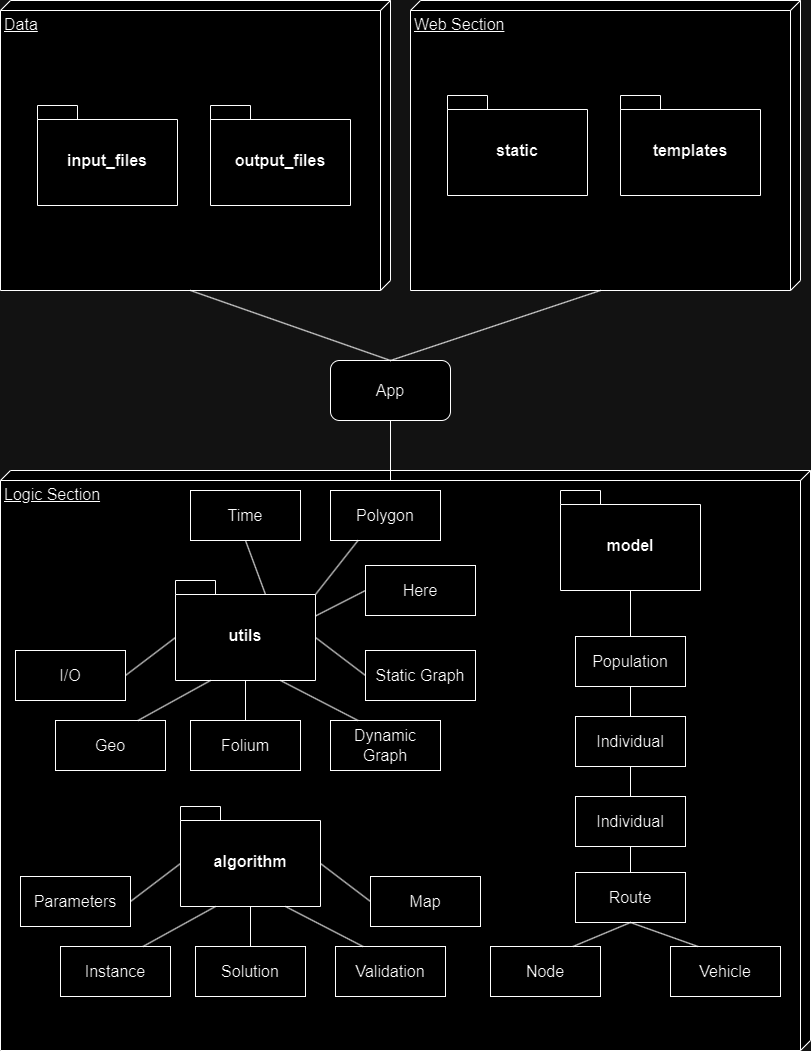 Data
Web Section
input_files
output_files
static
templates
App
Logic Section
Time
Polygon
model
Here
utils
Population
I/O
Static Graph
Geo
Folium
Dynamic
Graph
Individual
Individual
algorithm
Parameters
Map
Route
Instance
Solution
Validation
Node
Vehicle